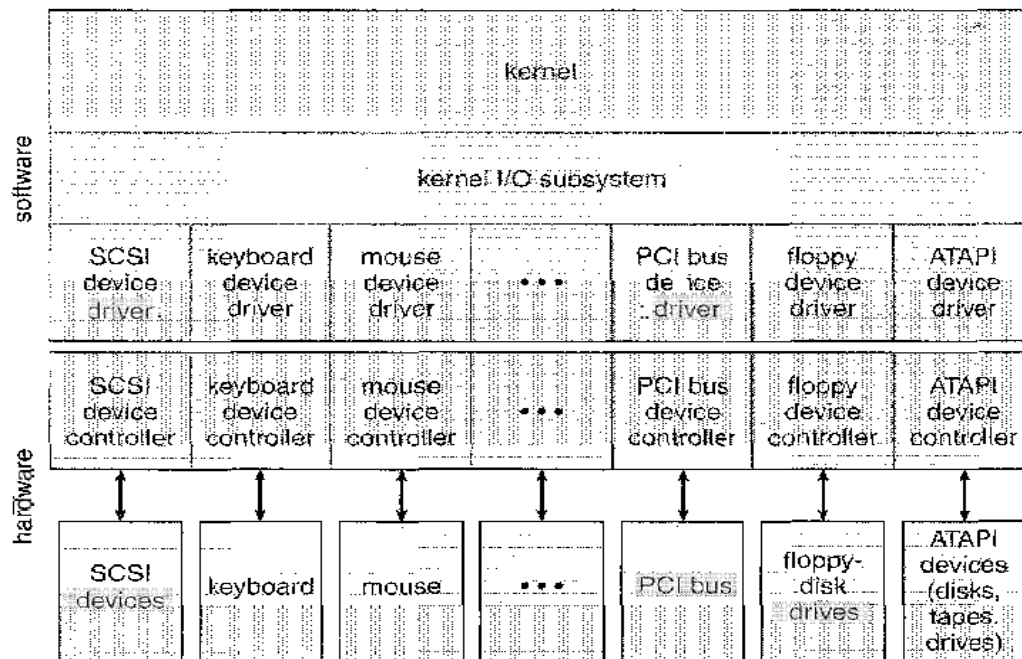 kernel
software
kernel I/O subsystem
SCSI
device
driver.
keyboard
device
driver
mouse
device
driver
•••
PCI bus
de ice
driver
floppy
device
driver
ATAPI
device
driver
hardware
SCSI
device
controller
keyboard
device
controller
mouse
device
controller
•••
PCI bus
device
controller
floppy
device
controller
ATAPI
device
controller
SCSI
devices
keyboard
mouse
•••
PCI bus
floppy-
disk
drives
ATAPI
devices
(disks,
tapes.
drives)